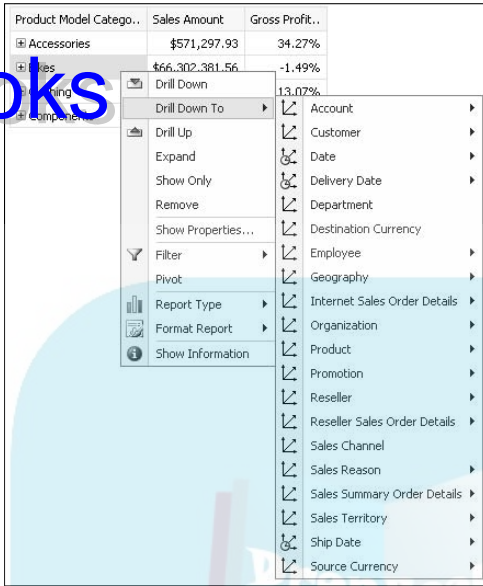 Product Model Catego.. Sales Amount Gross Profit..
Accessories $571,297.93 34.27%
Bikes $66,302,381.56 -1.49%
13.07%
Components
oks
Drill Down
Drill Down To
Drill Up
Expand
Show Only
Remove
Show Properties...
Filter
Pivot
Report Type
Format Report
Show Information
Account
Customer
Date
Delivery Date
Department
Destination Currency
Employee
Geography
Internet Sales Order Details
Organization
Product
Promotion
Reseller
Reseller Sales Order Details
Sales Channel
Sales Reason
Sales Summary Order Details
Sales Territory
Ship Date
Source Currency